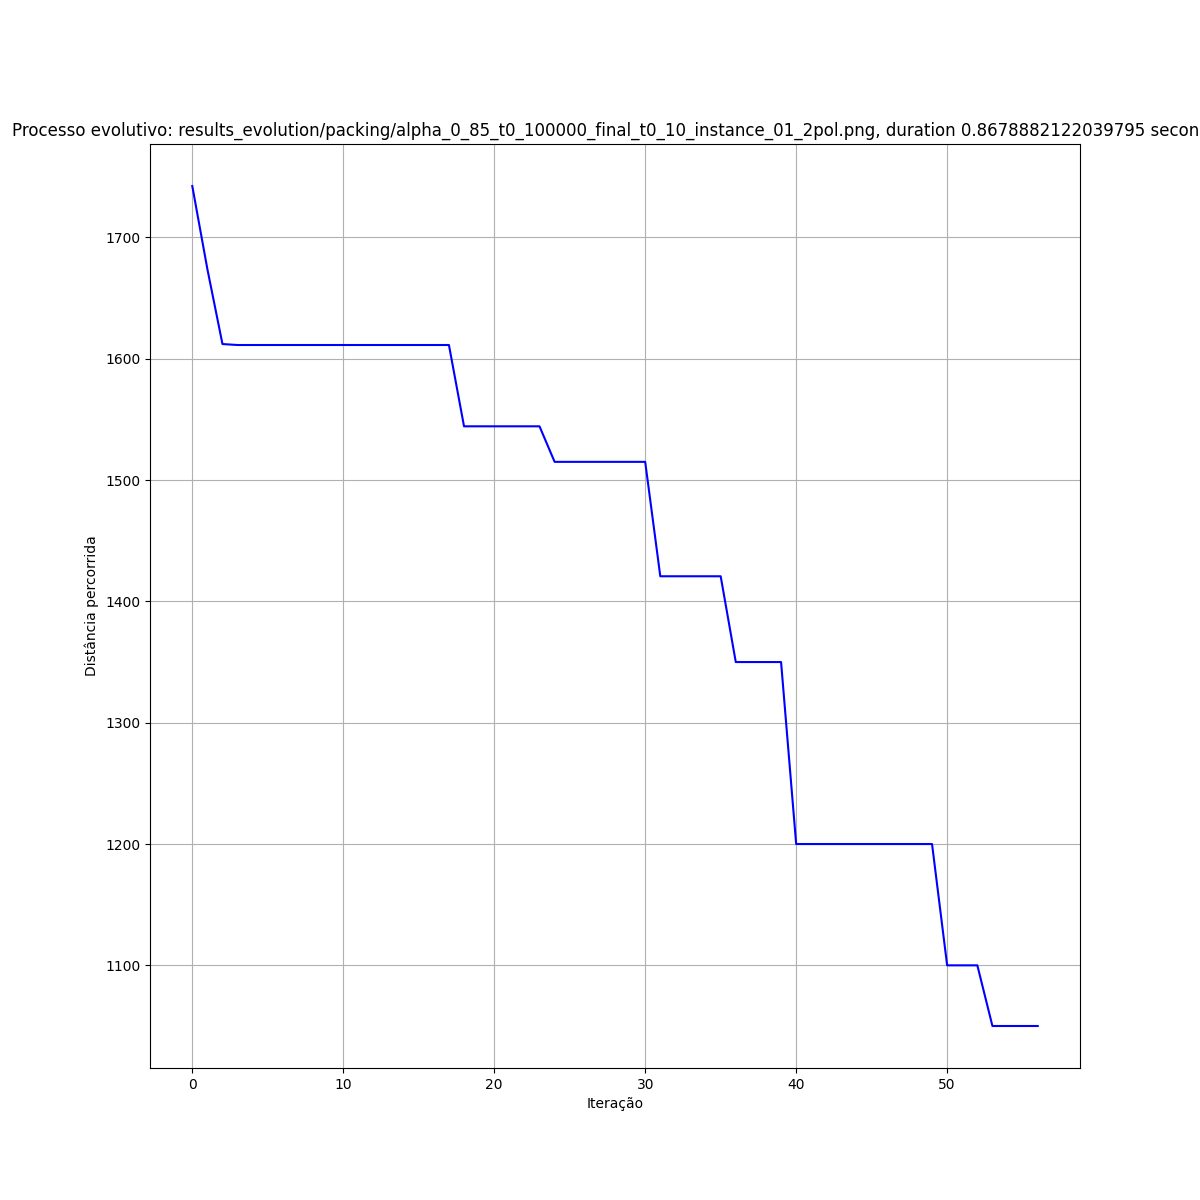 Processo evolutivo: results_evolution/packing/alpha_0_85_t0_100000_final_t0_10_instance_01_2pol.png, duration 0.8678882122039795 secon
1700
1600
1500
1400
1300
1200
1100
Distância percorrida
0 10 20 30 40 50
Iteração